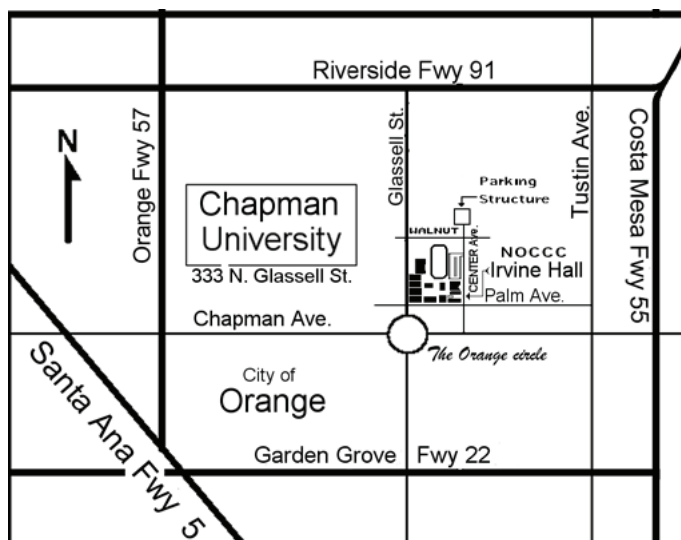 Riverside Fwy 91
N
Orange Fwy 57
Glassell St.
Tustin Ave.
Costa Mesa Fwy 55
Parking
Structure
Chapman
University
333 N. Glassell St.
WALNUT
CENTER Ave.
NOCCC
Irvine Hall
Palm Ave.
Chapman Ave.
The Orange circle
City of
Orange
Santa Ana Fwy 5
Garden Grove Fwy 22